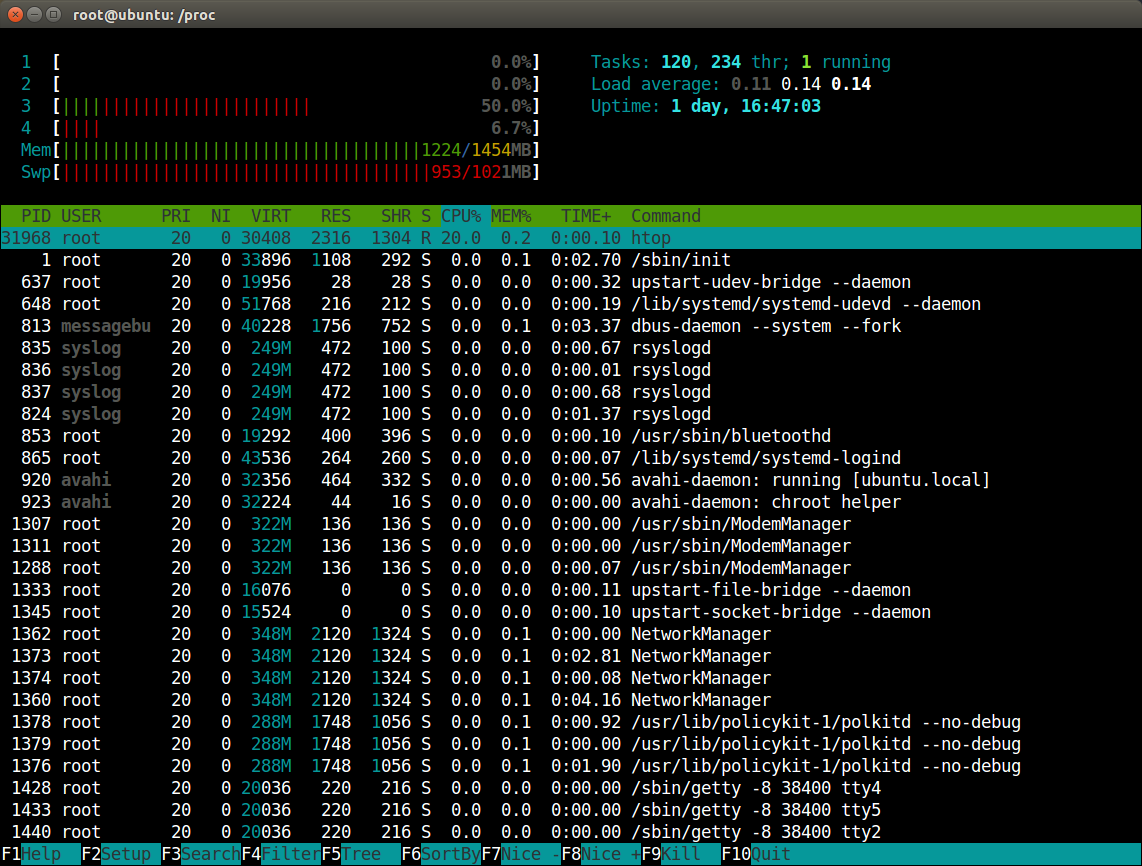 root@ubuntu: /proc
1 [ 0.0%] Tasks: 120, 234 thr; 1 running
2 [ 0.0%] Load average: 0.11 0.14 0.14
3 [||||||||||||||||||||||||| 50.0%] Uptime: 1 day, 16:47:03
4 [|||| 6.7%]
Mem[||||||||||||||||||||||||||||||||||||1224/1454MB]
Swp[|||||||||||||||||||||||||||||||||||||953/1021MB]
PID USER PRI NI VIRT RES SHR S CPU% MEM% TIME+ Command
31968 root 20 0 30408 2316 1304 R 20.0 0.2 0:00.10 htop
1 root 20 0 33896 1108 292 S 0.0 0.1 0:02.70 /sbin/init
637 root 20 0 19956 28 28 S 0.0 0.0 0:00.32 upstart-udev-bridge --daemon
648 root 20 0 51768 216 212 S 0.0 0.0 0:00.19 /lib/systemd/systemd-udevd --daemon
813 messagebu 20 0 40228 1756 752 S 0.0 0.1 0:03.37 dbus-daemon --system --fork
835 syslog 20 0 249M 472 100 S 0.0 0.0 0:00.67 rsyslogd
836 syslog 20 0 249M 472 100 S 0.0 0.0 0:00.01 rsyslogd
837 syslog 20 0 249M 472 100 S 0.0 0.0 0:00.68 rsyslogd
824 syslog 20 0 249M 472 100 S 0.0 0.0 0:01.37 rsyslogd
853 root 20 0 19292 400 396 S 0.0 0.0 0:00.10 /usr/sbin/bluetoothd
865 root 20 0 43536 264 260 S 0.0 0.0 0:00.07 /lib/systemd/systemd-logind
920 avahi 20 0 32356 464 332 S 0.0 0.0 0:00.56 avahi-daemon: running [ubuntu.local]
923 avahi 20 0 32224 44 16 S 0.0 0.0 0:00.00 avahi-daemon: chroot helper
1307 root 20 0 322M 136 136 S 0.0 0.0 0:00.00 /usr/sbin/ModemManager
1311 root 20 0 322M 136 136 S 0.0 0.0 0:00.00 /usr/sbin/ModemManager
1288 root 20 0 322M 136 136 S 0.0 0.0 0:00.07 /usr/sbin/ModemManager
1333 root 20 0 16076 0 0 S 0.0 0.0 0:00.11 upstart-file-bridge --daemon
1345 root 20 0 15524 0 0 S 0.0 0.0 0:00.10 upstart-socket-bridge --daemon
1362 root 20 0 348M 2120 1324 S 0.0 0.1 0:00.00 NetworkManager
1373 root 20 0 348M 2120 1324 S 0.0 0.1 0:02.81 NetworkManager
1374 root 20 0 348M 2120 1324 S 0.0 0.1 0:00.08 NetworkManager
1360 root 20 0 348M 2120 1324 S 0.0 0.1 0:04.16 NetworkManager
1378 root 20 0 288M 1748 1056 S 0.0 0.1 0:00.92 /usr/lib/policykit-1/polkitd --no-debug
1379 root 20 0 288M 1748 1056 S 0.0 0.1 0:00.00 /usr/lib/policykit-1/polkitd --no-debug
1376 root 20 0 288M 1748 1056 S 0.0 0.1 0:01.90 /usr/lib/policykit-1/polkitd --no-debug
1428 root 20 0 20036 220 216 S 0.0 0.0 0:00.00 /sbin/getty -8 38400 tty4
1433 root 20 0 20036 220 216 S 0.0 0.0 0:00.00 /sbin/getty -8 38400 tty5
1440 root 20 0 20036 220 216 S 0.0 0.0 0:00.00 /sbin/getty -8 38400 tty2
F1Help F2Setup F3SearchF4FilterF5Tree F6SortByF7Nice -F8Nice +F9Kill F10Quit